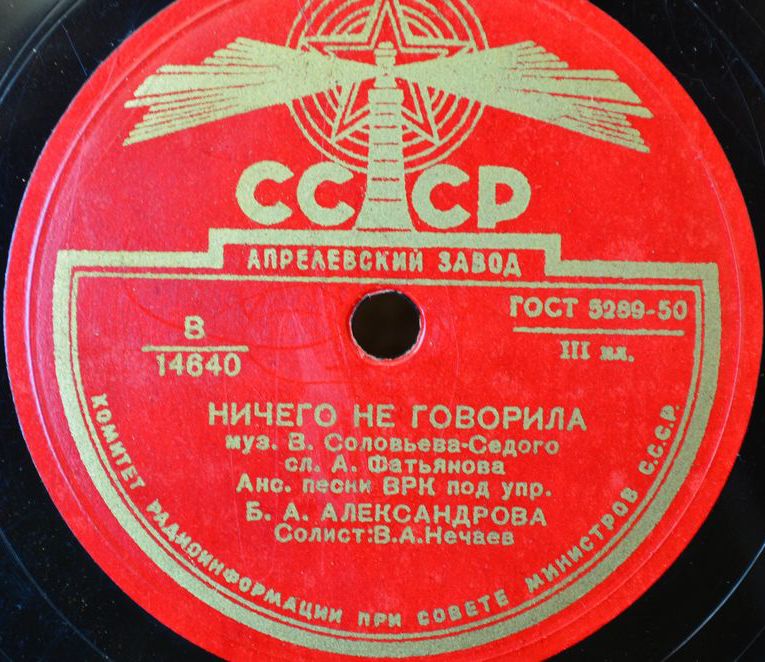 СССР
АПРЕЛЕВСКИЙ ЗАВОД
ГОСТ 5289-50
III кл.
В
14640
НИЧЕГО НЕ ГОВОРИЛА
муз. В. Соловьева-Седого
сл. А. Фатьянова
Анс. песни ВРК под упр.
Б. А. АЛЕКСАНДРОВА
Солист:В.А.Нечаев
КОМИТЕТ РАДИОИНФОРМАЦИИ ПРИ СОВЕТЕ МИНИСТРОВ С.С.С.Р.